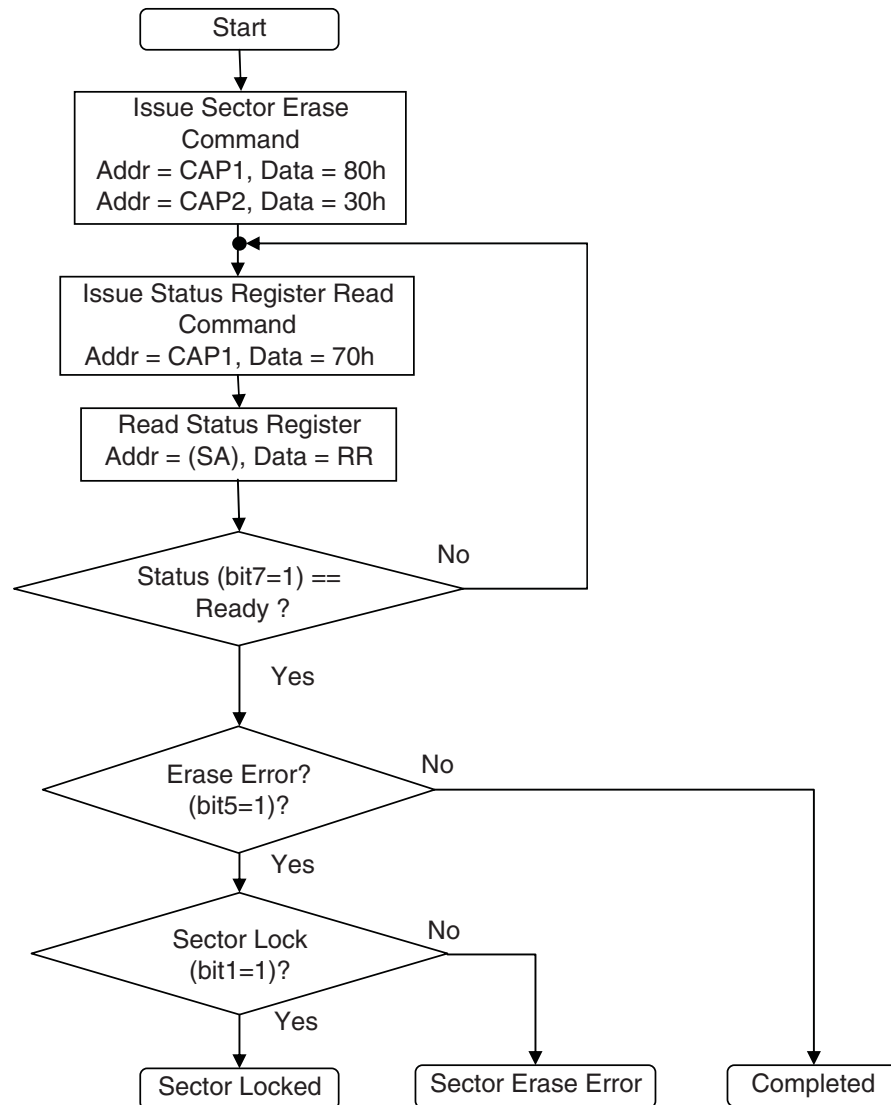 Start
Issue Sector Erase
Command
Addr = CAP1, Data = 80h
Addr = CAP2, Data = 30h
Issue Status Register Read
Command
Addr = CAP1, Data = 70h
Read Status Register
Addr = (SA), Data = RR
No
Status (bit7=1) ==
Ready ?
Yes
No
Erase Error?
(bit5=1)?
Yes
No
Sector Lock
(bit1=1)?
Yes
Sector Locked
Sector Erase Error
Completed